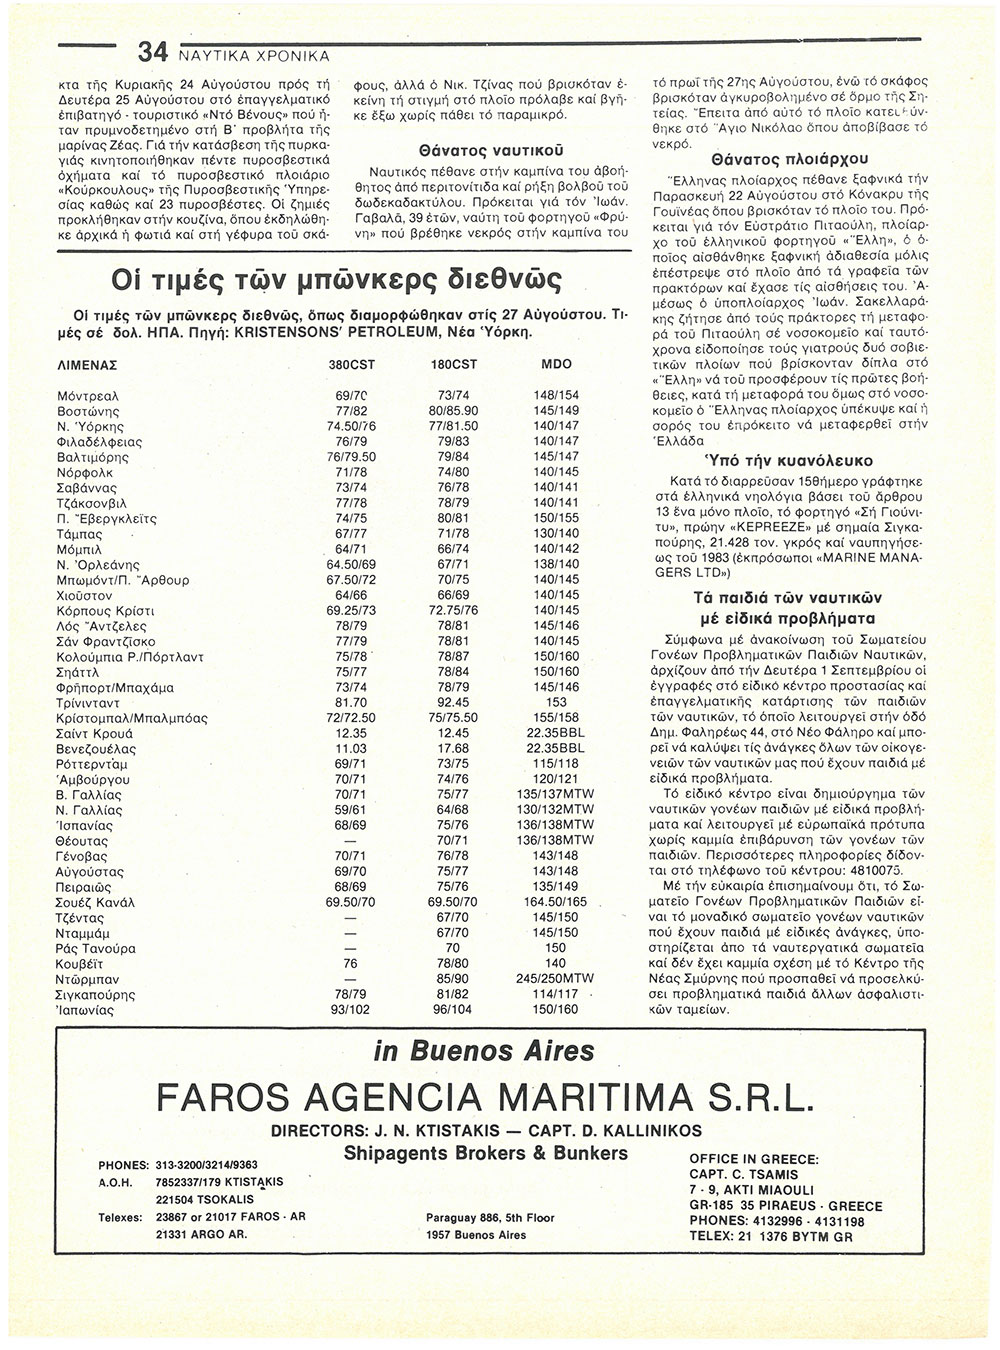 34 ΝΑΥΤΙΚΑ ΧΡΟΝΙΚΑ
κτα τῆς Κυριακῆς 24 Αὐγούστου πρός τή
Δευτέρα 25 Αὐγούστου στό ἐπαγγελματικό
ἐπιβατηγό - τουριστικό «Ντό Βένους» πού ἤ-
ταν πρυμνοδετημένο στή Β' προβλήτα τῆς
μαρίνας Ζέας. Γιά τήν κατάσβεση τῆς πυρκα-
γιάς κινητοποιήθηκαν πέντε πυροσβεστικά
ὀχήματα καί τό πυροσβεστικό πλοιάριο
«Κούρκουλους» τῆς Πυροσβεστικῆς Ὑπηρε-
σίας καθώς καί 23 πυροσβέστες. Οἱ ζημιές
προκλήθηκαν στήν κουζίνα, ὅπου ἐκδηλώθη-
κε ἀρχικά ἡ φωτιά καί στή γέφυρα τοῦ σκά-
φους, ἀλλά ὁ Νικ. Τζίνας πού βρισκόταν ἐ-
κείνη τή στιγμή στό πλοῖο πρόλαβε καί βγῆ-
κε ἔξω χωρίς πάθει τό παραμικρό.
Θάνατος ναυτικοῦ
Ναυτικός πέθανε στήν καμπίνα του ἀβοή-
θητος ἀπό περιτονίτιδα καί ρήξη βολβοῦ τοῦ
δωδεκαδακτύλου. Πρόκειται γιά τόν Ἰωάν.
Γαβαλᾶ, 39 ἐτῶν, ναύτη τοῦ φορτηγοῦ «Φρύ-
νη» πού βρέθηκε νεκρός στήν καμπίνα του
τό πρωΐ τῆς 27ης Αὐγούστου, ἐνῶ τό σκάφος
βρισκόταν ἀγκυροβολημένο σέ ὅρμο τῆς Ση-
τείας. Ἔπειτα ἀπό αὐτό τό πλοῖο κατευθύν-
θηκε στό Ἅγιο Νικόλαο ὅπου ἀποβίβασε τό
νεκρό.
Θάνατος πλοιάρχου
Ἕλληνας πλοίαρχος πέθανε ξαφνικά τήν
Παρασκευή 22 Αὐγούστου στό Κόνακρυ τῆς
Γουϊνέας ὅπου βρισκόταν τό πλοῖο του. Πρό-
κειται γιά τόν Εὐστράτιο Πιταούλη, πλοίαρ-
χο τοῦ ἑλληνικοῦ φορτηγοῦ «Ἕλλη», ὁ ὁ-
ποῖος αἰσθάνθηκε ξαφνική ἀδιαθεσία μόλις
ἐπέστρεψε στό πλοῖο ἀπό τά γραφεῖα τῶν
πρακτόρων καί ἔχασε τίς αἰσθήσεις του. Ἀ-
μέσως ὁ ὑποπλοίαρχος Ἰωάν. Σακελλαρά-
κης ζήτησε ἀπό τούς πράκτορες τή μεταφο-
ρά τοῦ Πιταούλη σέ νοσοκομεῖο καί ταυτό-
χρονα εἰδοποίησε τούς γιατρούς δυό σοβιε-
τικῶν πλοίων πού βρίσκονταν δίπλα στό
«Ἕλλη» νά τοῦ προσφέρουν τίς πρῶτες βοή-
θειες, κατά τή μεταφορά του ὅμως στό νοσο-
κομεῖο ὁ Ἕλληνας πλοίαρχος ὑπέκυψε καί ἡ
σορός του ἐπρόκειτο νά μεταφερθεῖ στήν
Ἑλλάδα
Ὑπό τήν κυανόλευκο
Κατά τό διαρρεῦσαν 15θήμερο γράφτηκε
στά ἑλληνικά νηολόγια βάσει τοῦ ἄρθρου
13 ἕνα μόνο πλοῖο, τό φορτηγό «Σῆ Γιούνι-
τυ», πρώην «KEPREEZE» μέ σημαία Σιγκα-
πούρης, 21.428 τον. γκρός καί ναυπηγήσε-
ως τοῦ 1983 (ἐκπρόσωποι «MARINE MANA-
GERS LTD»)
Τά παιδιά τῶν ναυτικῶν
μέ εἰδικά προβλήματα
Σύμφωνα μέ ἀνακοίνωση τοῦ Σωματείου
Γονέων Προβληματικῶν Παιδιῶν Ναυτικῶν,
ἀρχίζουν ἀπό τήν Δευτέρα 1 Σεπτεμβρίου οἱ
ἐγγραφές στό εἰδικό κέντρο προστασίας καί
ἐπαγγελματικῆς κατάρτισης τῶν παιδιῶν
τῶν ναυτικῶν, τό ὁποῖο λειτουργεῖ στήν ὁδό
Δημ. Φαληρέως 44, στό Νέο Φάληρο καί μπο-
ρεῖ νά καλύψει τίς ἀνάγκες ὅλων τῶν οἰκογε-
νειῶν τῶν ναυτικῶν μας πού ἔχουν παιδιά μέ
εἰδικά προβλήματα.
Τό εἰδικό κέντρο εἶναι δημιούργημα τῶν
ναυτικῶν γονέων παιδιῶν μέ εἰδικά προβλή-
ματα καί λειτουργεῖ μέ εὐρωπαϊκά πρότυπα
χωρίς καμμία ἐπιβάρυνση τῶν γονέων τῶν
παιδιῶν. Περισσότερες πληροφορίες δίδον-
ται στό τηλέφωνο τοῦ κέντρου: 4810075.
Μέ τήν εὐκαιρία ἐπισημαίνουμ ὅτι, τό Σω-
ματεῖο Γονέων Προβληματικῶν Παιδιῶν εἶ-
ναι τό μοναδικό σωματεῖο γονέων ναυτικῶν
πού ἔχουν παιδιά μέ εἰδικές ἀνάγκες, ὑπο-
στηρίζεται ἀπο τά ναυτεργατικά σωματεῖα
καί δέν ἔχει καμμία σχέση μέ τό Κέντρο τῆς
Νέας Σμύρνης πού προσπαθεῖ νά προσελκύ-
σει προβληματικά παιδιά ἄλλων ἀσφαλιστι-
κῶν ταμείων.
Οἱ τιμές τῶν μπῶνκερς διεθνῶς
Οἱ τιμές τῶν μπῶνκερς διεθνῶς, ὅπως διαμορφώθηκαν στίς 27 Αὐγούστου. Τι-
μές σέ δολ. ΗΠΑ. Πηγή: KRISTENSONS' PETROLEUM, Νέα Ὑόρκη.
ΛΙΜΕΝΑΣ 380CST 180CST MDO
Μόντρεαλ 69/70 73/74 148/154
Βοστώνης 77/82 80/85.90 145/149
Ν. Ὑόρκης 74.50/76 77/81.50 140/147
Φιλαδέλφειας 76/79 79/83 140/147
Βαλτιμόρης 76/79.50 79/84 145/147
Νόρφολκ 71/78 74/80 140/145
Σαβάννας 73/74 76/78 140/141
Τζάκσονβιλ 77/78 78/79 140/141
Π. Ἔβεργκλεϊτς 74/75 80/81 150/155
Τάμπας 67/77 71/78 130/140
Μόμπιλ 64/71 66/74 140/142
Ν. Ὀρλεάνης 64.50/69 67/71 138/140
Μπωμόντ/Π. Ἄρθουρ 67.50/72 70/75 140/145
Χιοῦστον 64/66 66/69 140/145
Κόρπους Κρίστι 69.25/73 72.75/76 140/145
Λός Ἄντζελες 78/79 78/81 145/146
Σάν Φραντζῖσκο 77/79 78/81 140/145
Κολούμπια Ρ./Πόρτλαντ 75/78 78/87 150/160
Σηάττλ 75/77 78/84 150/160
Φρήπορτ/Μπαχάμα 73/74 78/79 145/146
Τρίνινταντ 81.70 92.45 153
Κρίστομπαλ/Μπαλμπόας 72/72.50 75/75.50 155/158
Σαίντ Κρουά 12.35 12.45 22.35BBL
Βενεζουέλας 11.03 17.68 22.35BBL
Ρόττερνταμ 69/71 73/75 115/118
Ἁμβούργου 70/71 74/76 120/121
Β. Γαλλίας 70/71 75/77 135/137MTW
Ν. Γαλλίας 59/61 64/68 130/132MTW
Ἱσπανίας 68/69 75/76 136/138MTW
Θέουτας — 70/71 136/138MTW
Γένοβας 70/71 76/78 143/148
Αὐγούστας 69/70 75/77 143/148
Πειραιῶς 68/69 75/76 135/149
Σουέζ Κανάλ 69.50/70 69.50/70 164.50/165
Τζέντας — 67/70 145/150
Νταμμάμ — 67/70 145/150
Ράς Τανούρα — 70 150
Κουβέϊτ 76 78/80 140
Ντῶρμπαν — 85/90 245/250MTW
Σιγκαπούρης 78/79 81/82 114/117
Ἰαπωνίας 93/102 96/104 150/160
in Buenos Aires
FAROS AGENCIA MARITIMA S.R.L.
DIRECTORS: J. N. KTISTAKIS — CAPT. D. KALLINIKOS
Shipagents Brokers & Bunkers
PHONES: 313-3200/3214/9363
A.O.H. 7852337/179 KTISTAKIS
221504 TSOKALIS
Telexes: 23867 or 21017 FAROS - AR
21331 ARGO AR.
Paraguay 886, 5th Floor
1957 Buenos Aires
OFFICE IN GREECE:
CAPT. C. TSAMIS
7 - 9, AKTI MIAOULI
GR-185 35 PIRAEUS - GREECE
PHONES: 4132996 - 4131198
TELEX: 21 1376 BYTM GR